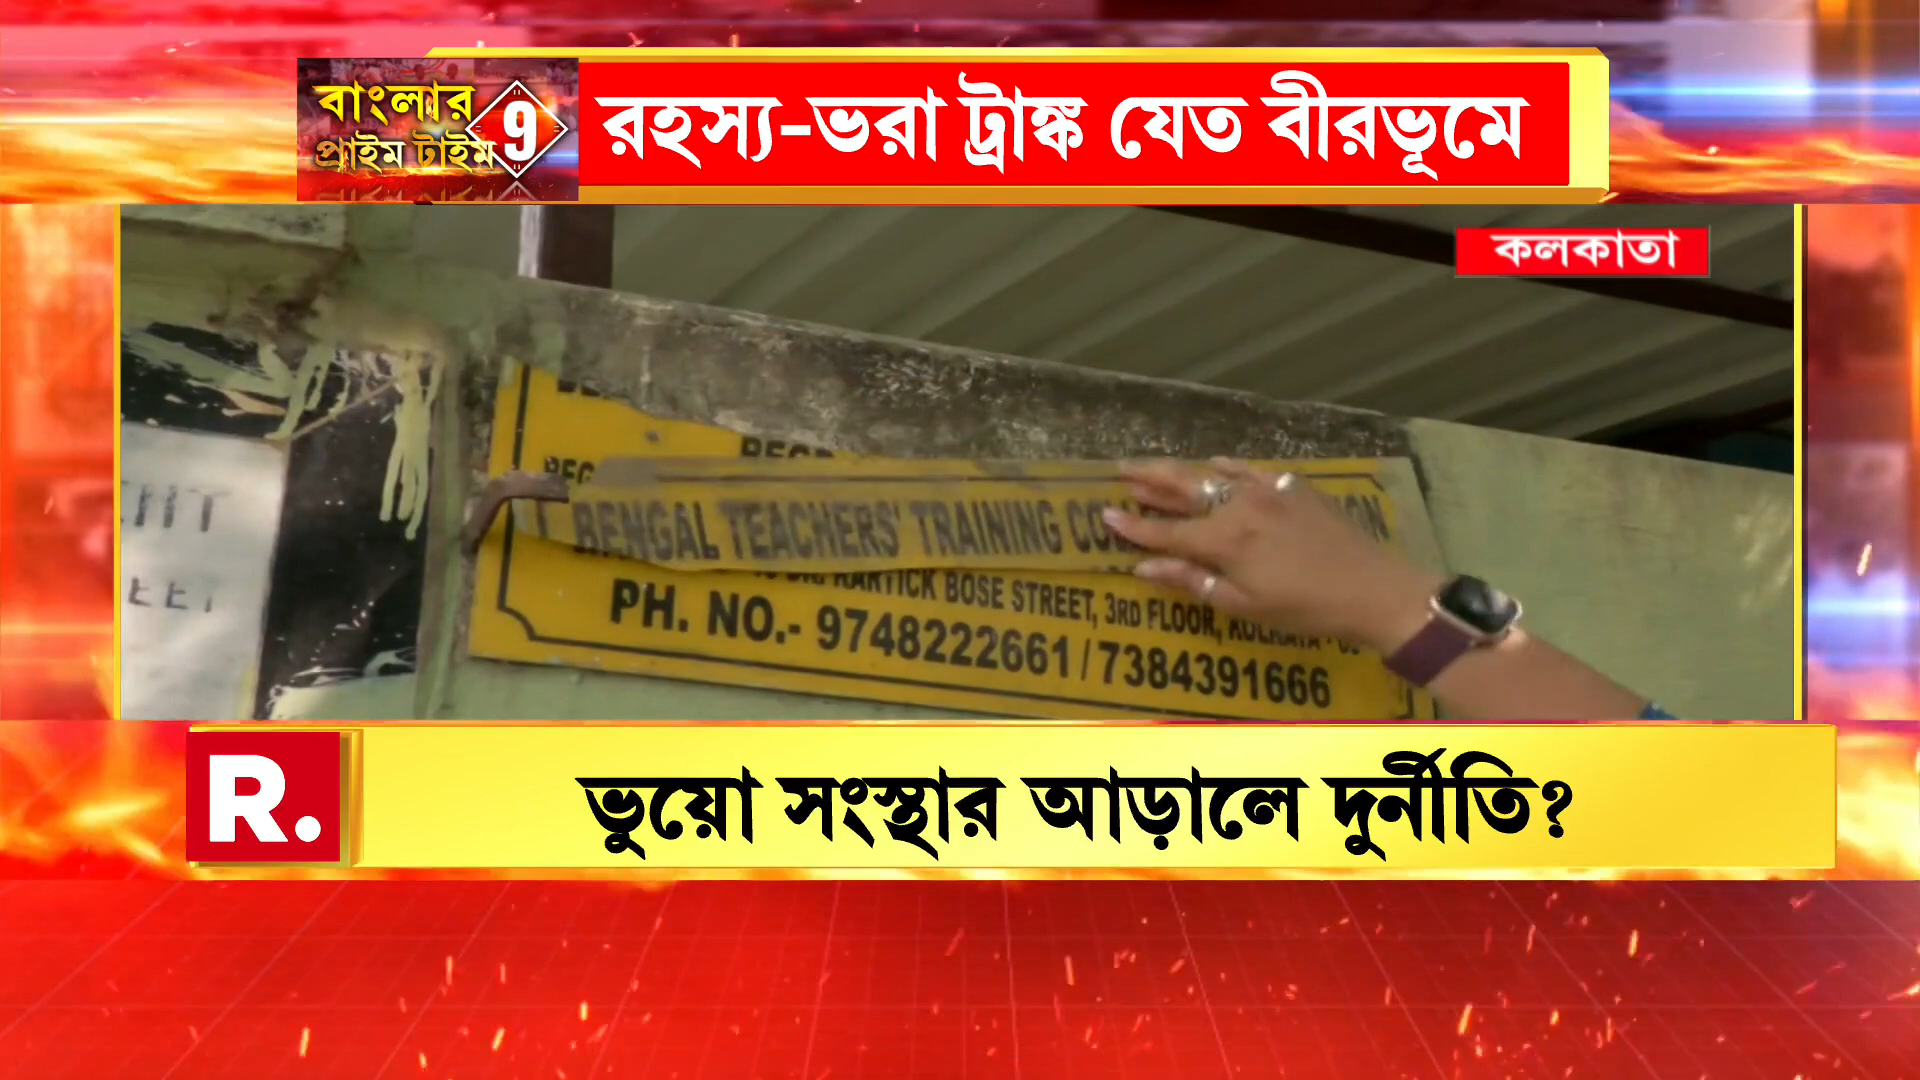 বাংলার
প্রাইম টাইম 9
রহস্য-ভরা ট্রাঙ্ক যেত বীরভূমে
কলকাতা
BENGAL TEACHERS' TRAINING
KARTICK BOSE STREET, 3RD FLOOR, KOLKATA
PH. NO.- 9748222661/7384391666
R.
ভুয়ো সংস্থার আড়ালে দুর্নীতি?